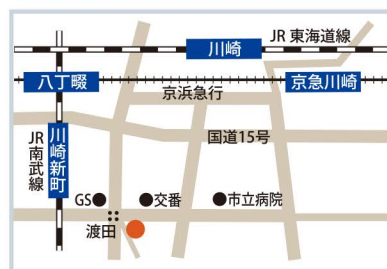 JR 東海道線
川崎
八丁畷
京急川崎
京浜急行
国道15号
JR南武線
川崎新町
GS
交番
市立病院
渡田